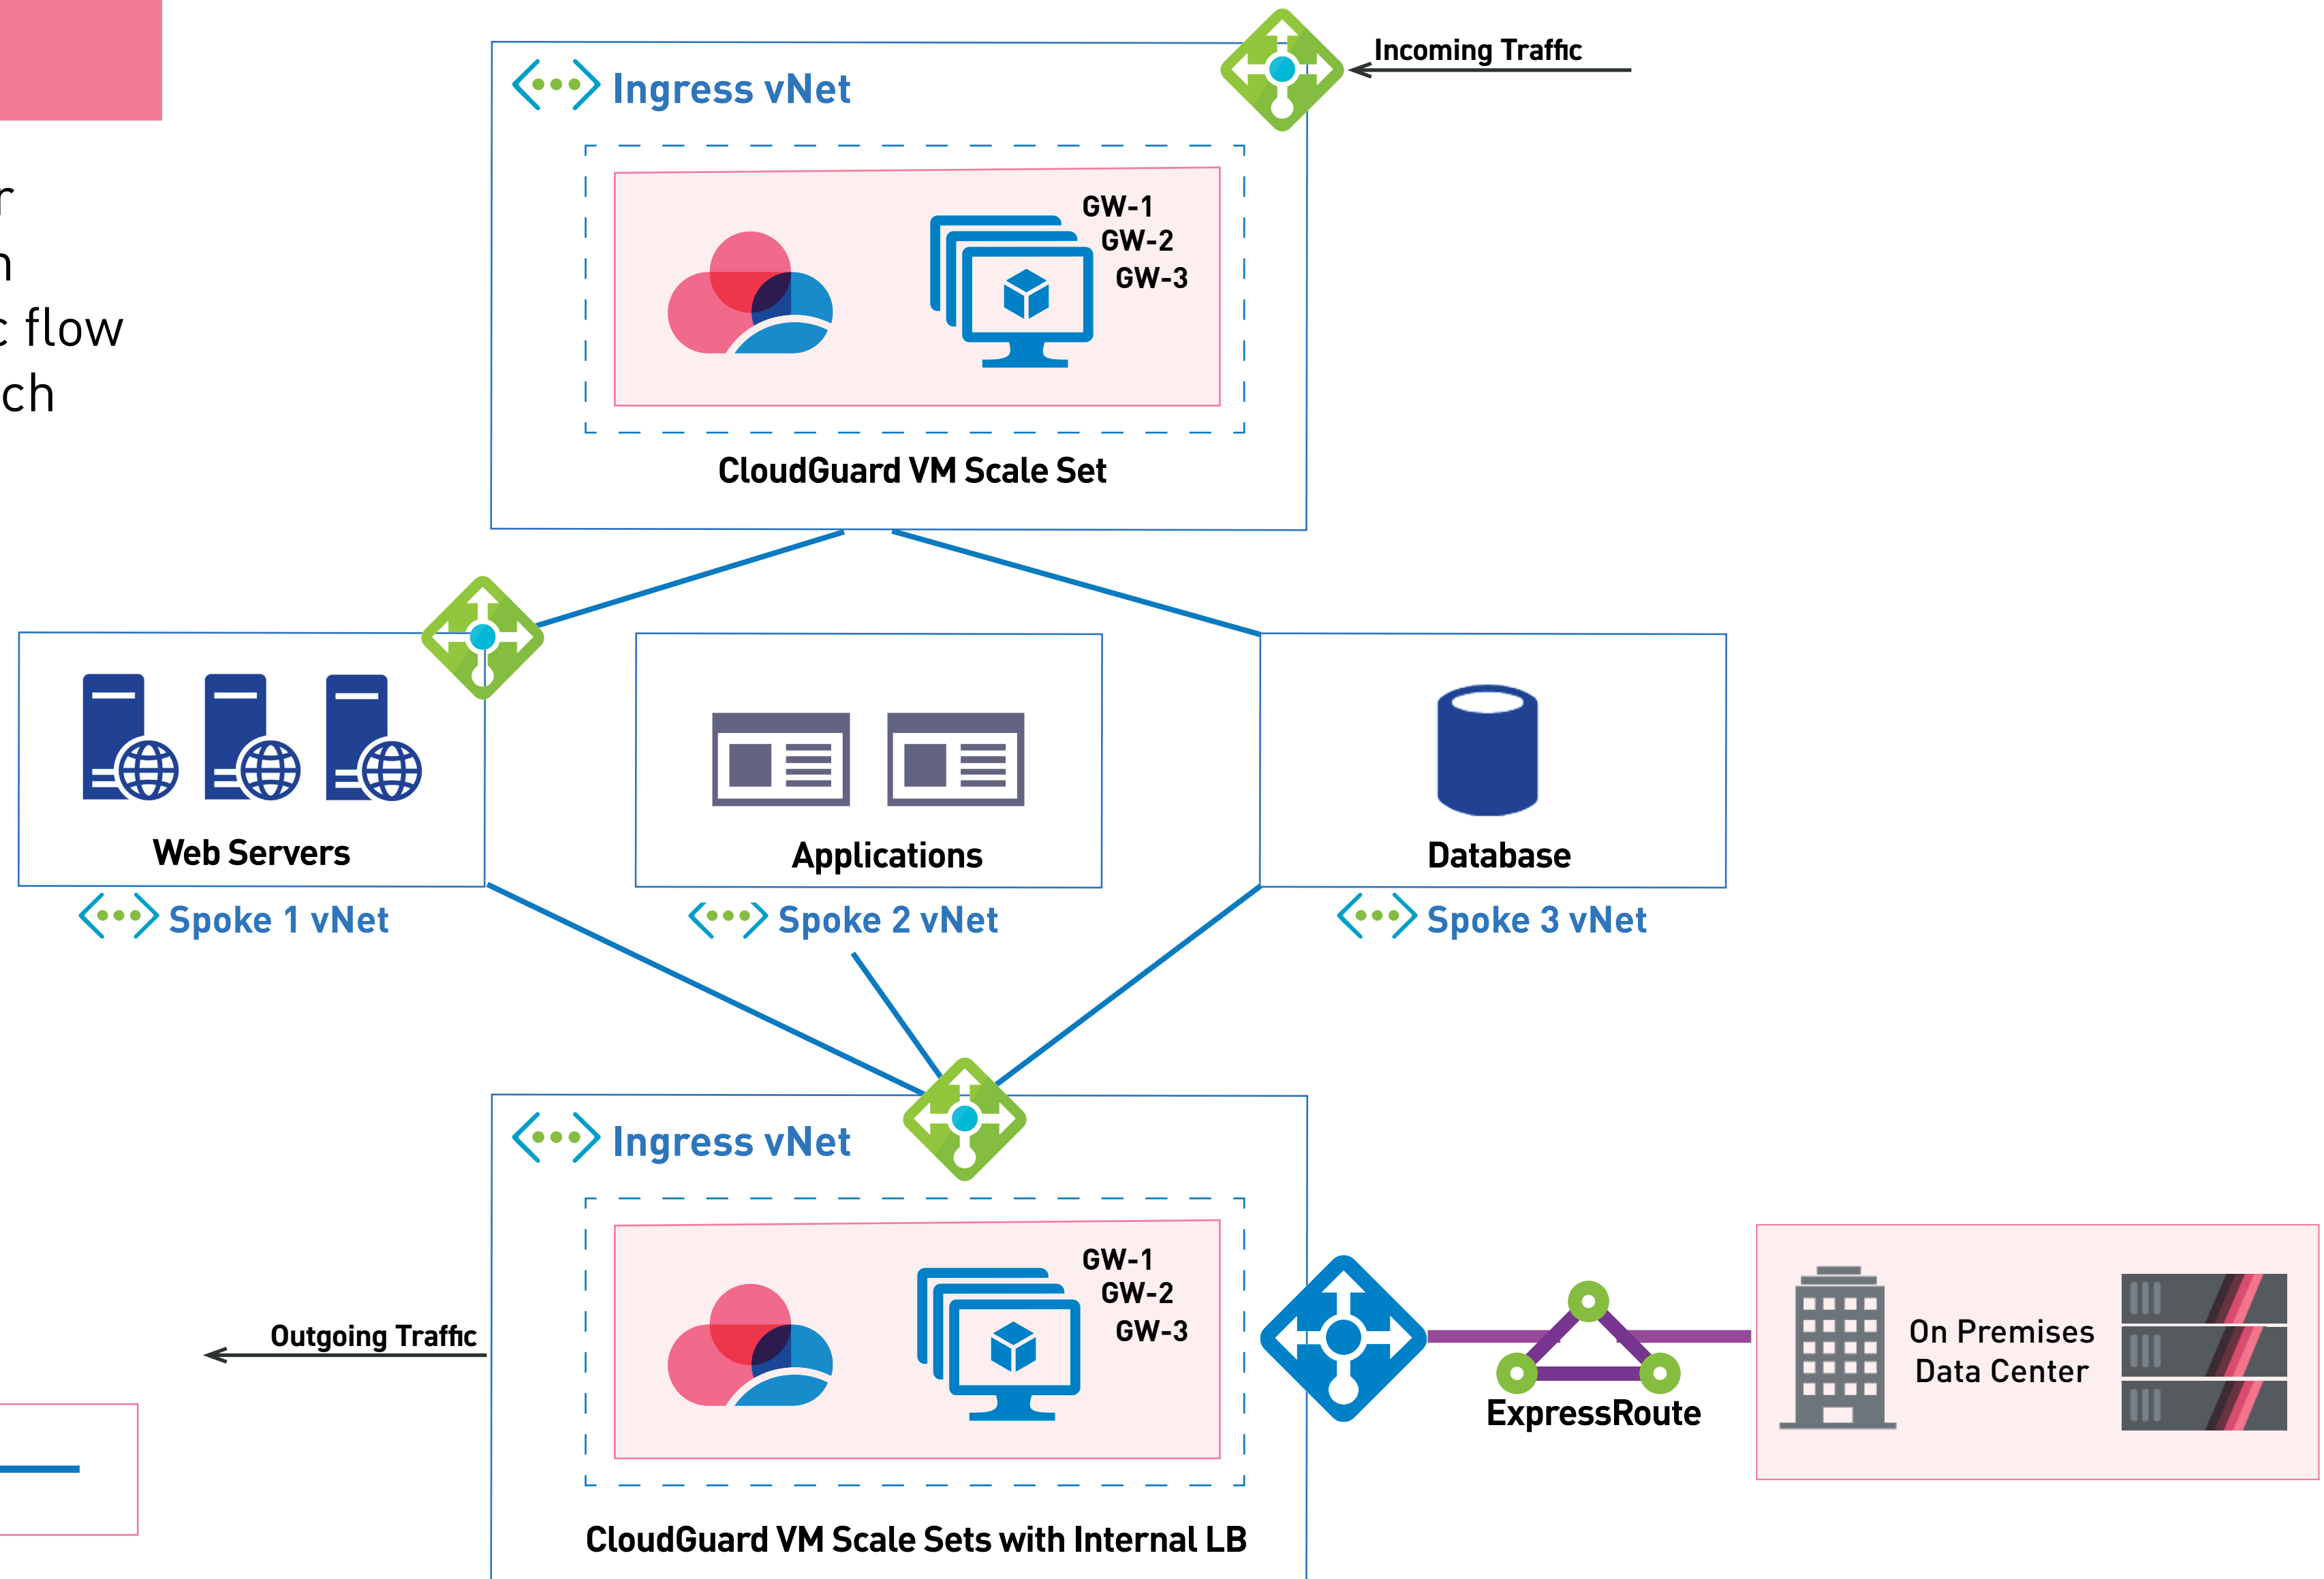 Incoming Traffic
Ingress vNet
GW-1
GW-2
GW-3
CloudGuard VM Scale Set
flow
Web Servers
Applications
Database
Spoke 1 vNet
Spoke 2 vNet
Spoke 3 vNet
Ingress vNet
GW-1
GW-2
GW-3
Outgoing Traffic
ExpressRoute
On Premises
Data Center
CloudGuard VM Scale Sets with Internal LB